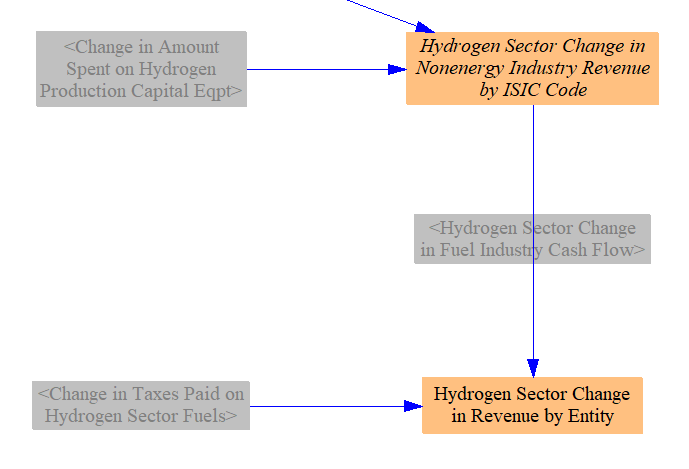 <Change in Amount
Spent on Hydrogen
Production Capital Eqpt>
Hydrogen Sector Change in
Nonenergy Industry Revenue
by ISIC Code
<Hydrogen Sector Change
in Fuel Industry Cash Flow>
<Change in Taxes Paid on
Hydrogen Sector Fuels>
Hydrogen Sector Change
in Revenue by Entity